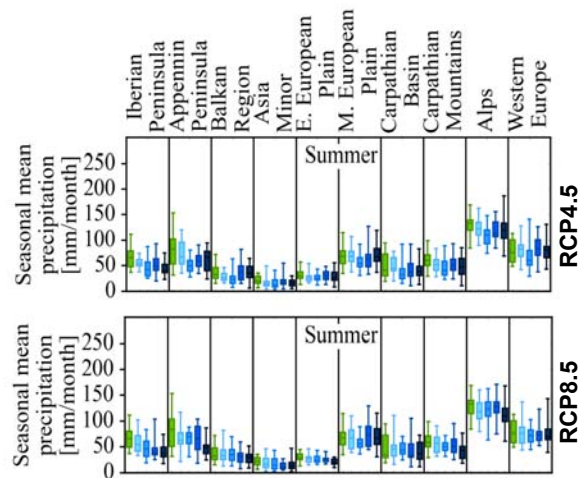 Iberian
Peninsula
Appennin
Peninsula
Balkan
Region
Asia
Minor
E. European
Plain
M. European
Plain
Carpathian
Basin
Carpathian
Mountains
Alps
Western
Europe
Seasonal mean
precipitation
[mm/month]
250
200
150
100
50
0
Summer
RCP4.5
Seasonal mean
precipitation
[mm/month]
250
200
150
100
50
0
Summer
RCP8.5